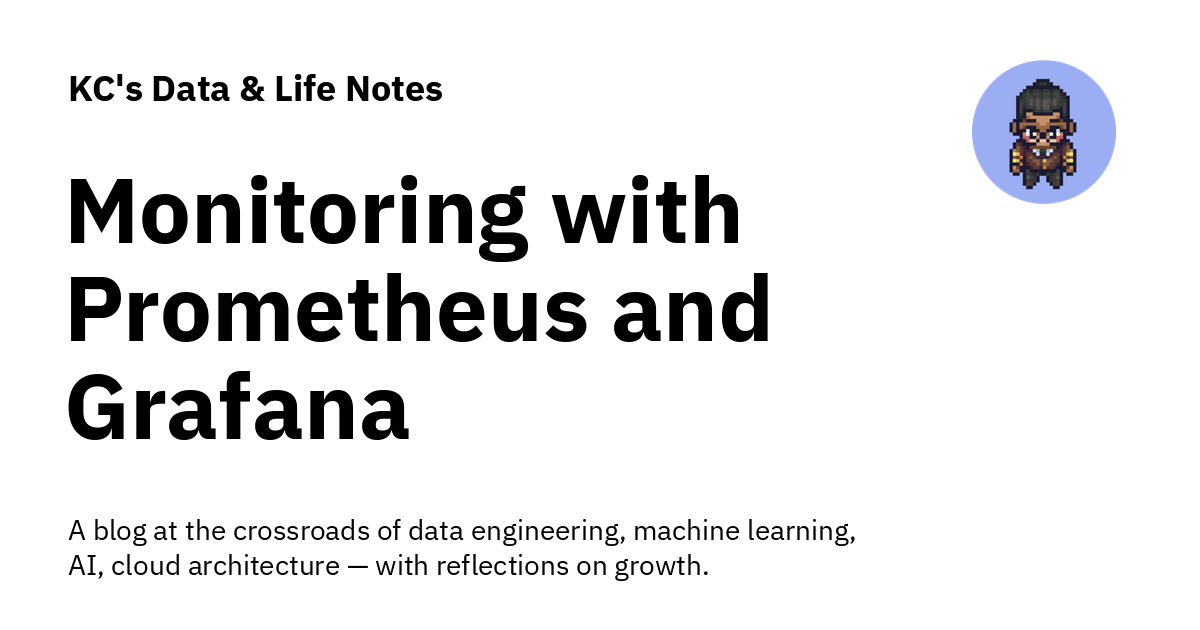 KC's Data & Life Notes
Monitoring with
Prometheus and
Grafana
A blog at the crossroads of data engineering, machine learning,
AI, cloud architecture — with reflections on growth.